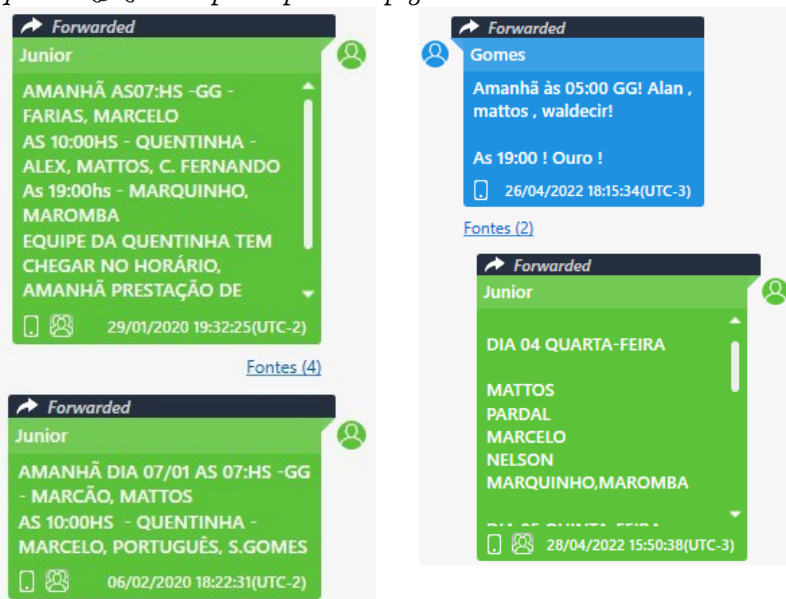 Forwarded
Junior
AMANHÃ AS07:HS -GG -
FARIAS, MARCELO
AS 10:00HS - QUENTINHA -
ALEX, MATTOS, C. FERNANDO
As 19:00hs - MARQUINHO,
MAROMBA
EQUIPE DA QUENTINHA TEM
CHEGAR NO HORÁRIO,
AMANHÃ PRESTAÇÃO DE
29/01/2020 19:32:25(UTC-2)
Fontes (4)
Forwarded
Junior
AMANHÃ DIA 07/01 AS 07:HS -GG
- MARCÃO, MATTOS
AS 10:00HS - QUENTINHA -
MARCELO, PORTUGUÊS, S.GOMES
06/02/2020 18:22:31(UTC-2)
Forwarded
Gomes
Amanhã às 05:00 GG! Alan ,
mattos , waldecir!
As 19:00 ! Ouro !
26/04/2022 18:15:34(UTC-3)
Fontes (2)
Forwarded
Junior
DIA 04 QUARTA-FEIRA
MATTOS
PARDAL
MARCELO
NELSON
MARQUINHO,MAROMBA
28/04/2022 15:50:38(UTC-3)